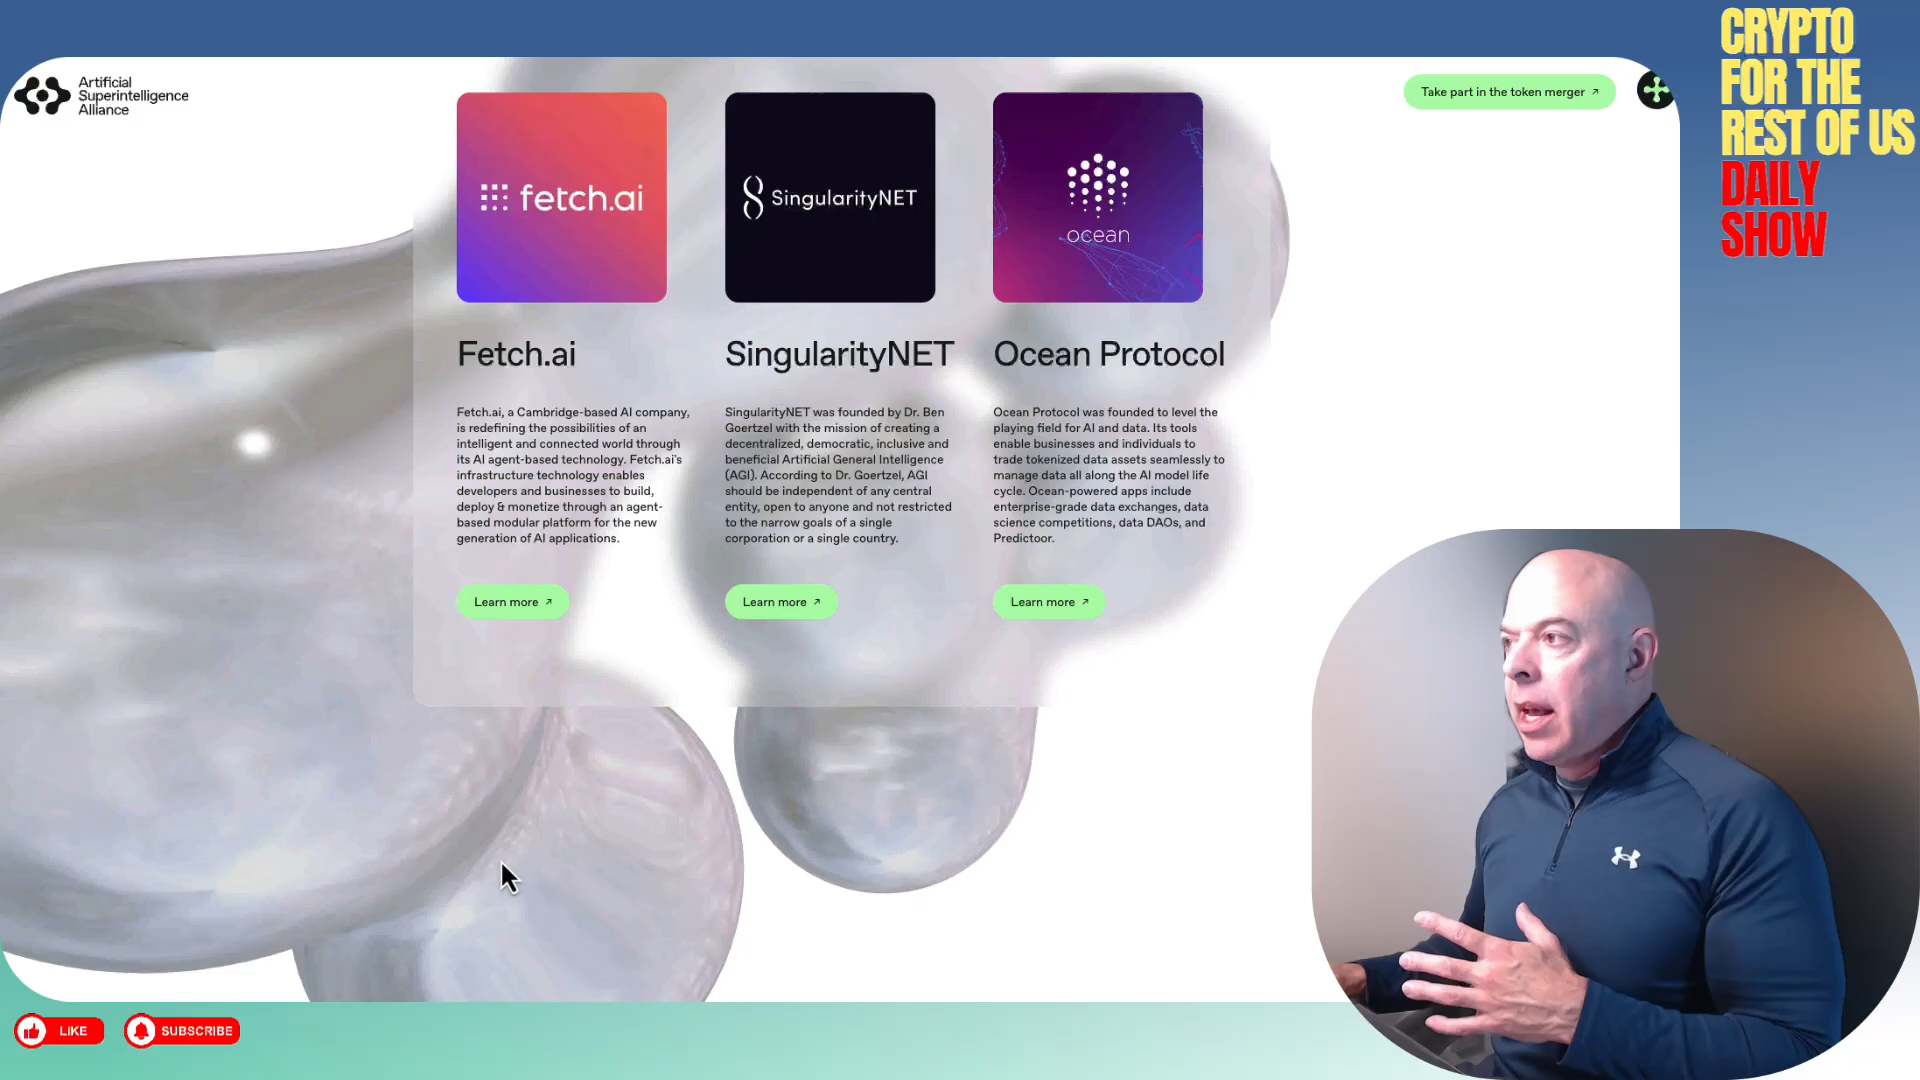 Artificial
Superintelligence
Alliance
Take part in the token merger
CRYPTO
FOR THE
REST OF US
DAILY
SHOW
fetch.ai
SingularityNET
ocean
Fetch.ai
Fetch.ai, a Cambridge-based AI company,
is redefining the possibilities of an
intelligent and connected world through
its AI agent-based technology. Fetch.ai's
infrastructure technology enables
developers and businesses to build,
deploy & monetize through an agent-
based modular platform for the new
generation of AI applications.
Learn more
SingularityNET
SingularityNET was founded by Dr. Ben
Goertzel with the mission of creating a
decentralized, democratic, inclusive and
beneficial Artificial General Intelligence
(AGI). According to Dr. Goertzel, AGI
should be independent of any central
entity, open to anyone and not restricted
to the narrow goals of a single
corporation or a single country.
Learn more
Ocean Protocol
Ocean Protocol was founded to level the
playing field for AI and data. Its tools
enable businesses and individuals to
trade tokenized data assets seamlessly to
manage data all along the AI model life
cycle. Ocean-powered apps include
enterprise-grade data exchanges, data
science competitions, data DAOs, and
Predictoor.
Learn more
LIKE
SUBSCRIBE